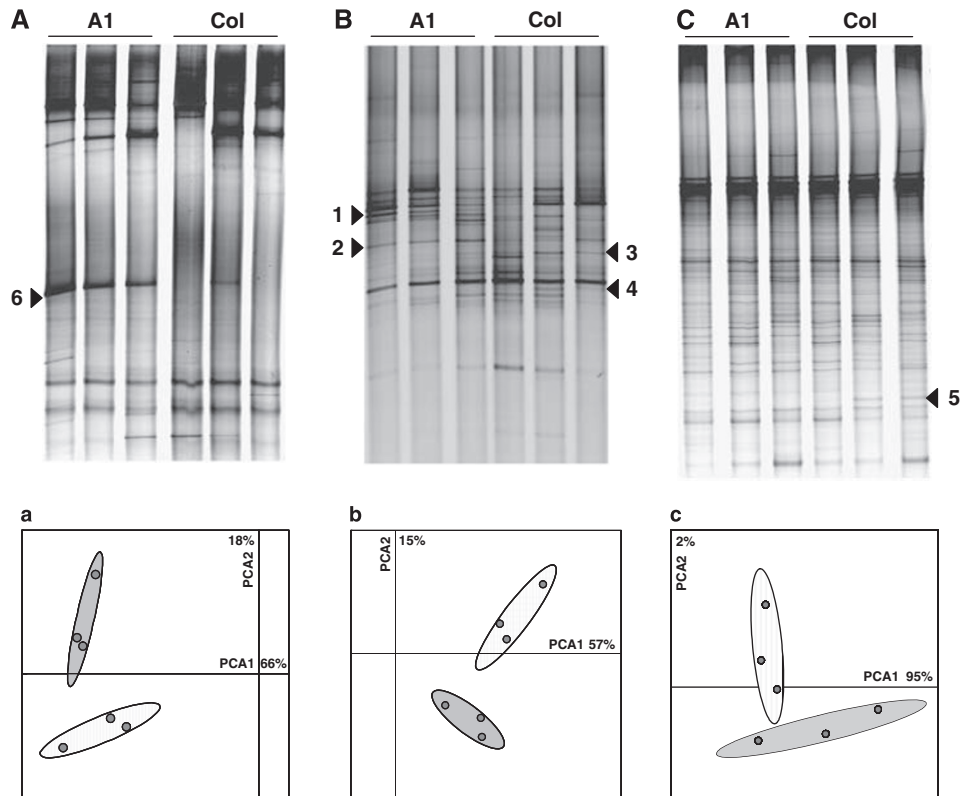 A
A1 Col
6
B
A1 Col
1
2
3
4
C
A1 Col
5
a
18%
PCA2
PCA1 66%
b
15%
PCA2
PCA1 57%
c
2%
PCA2
PCA1 95%